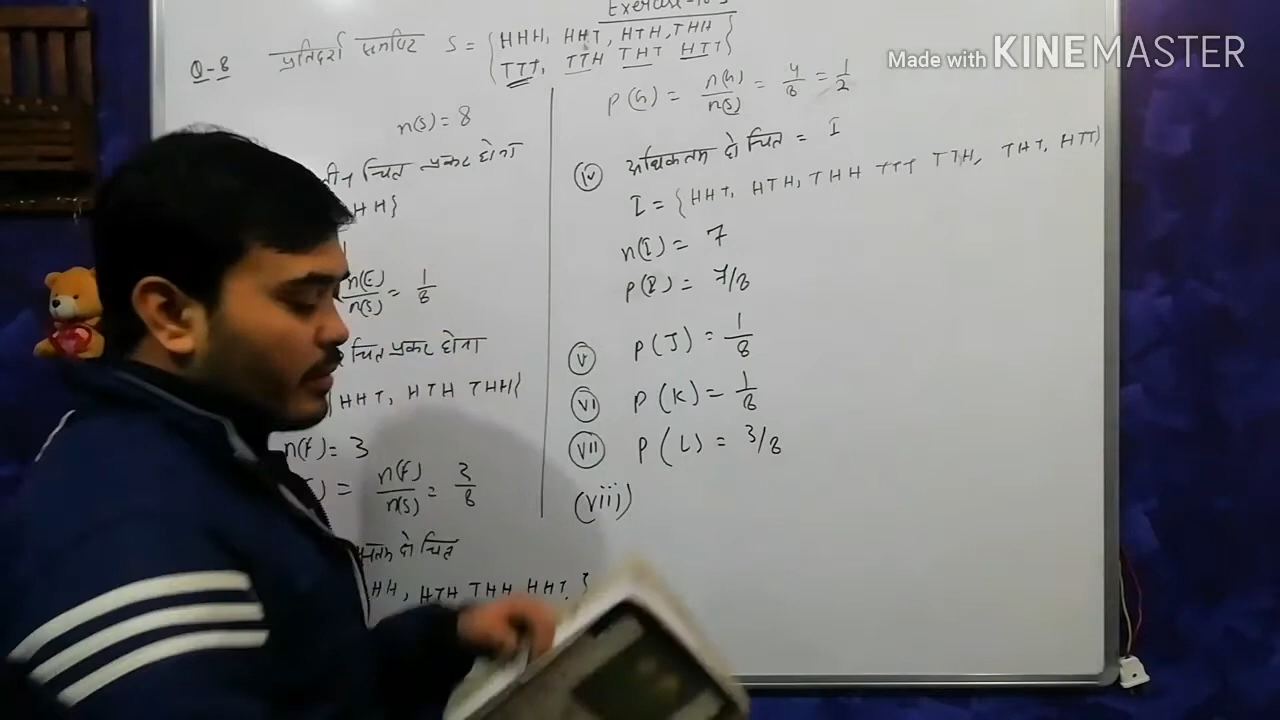 Made with KINEMASTER
Exercise-16.3
Q-8 प्रतिदर्श समष्टि S = {HHH, HHT, HTH, THH
TTT, TTH THT HTT}
n(S) = 8
चित प्रकट होना
HH}
n(E)/n(S) = 1/8
चित प्रकट होना
HHT, HTH THH}
n(F) = 3
= n(F)/n(S) = 3/8
दो चित
HH, HTH THH HHT }
P(G) = n(G)/n(S) = 4/8 = 1/2
(iv) अधिकतम दो चित = I
I = {HHT, HTH, THH TTT TTH, THT, HTT}
n(I) = 7
P(I) = 7/8
(v) P(J) = 1/8
(vi) P(K) = 1/8
(vii) P(L) = 3/8
(viii)